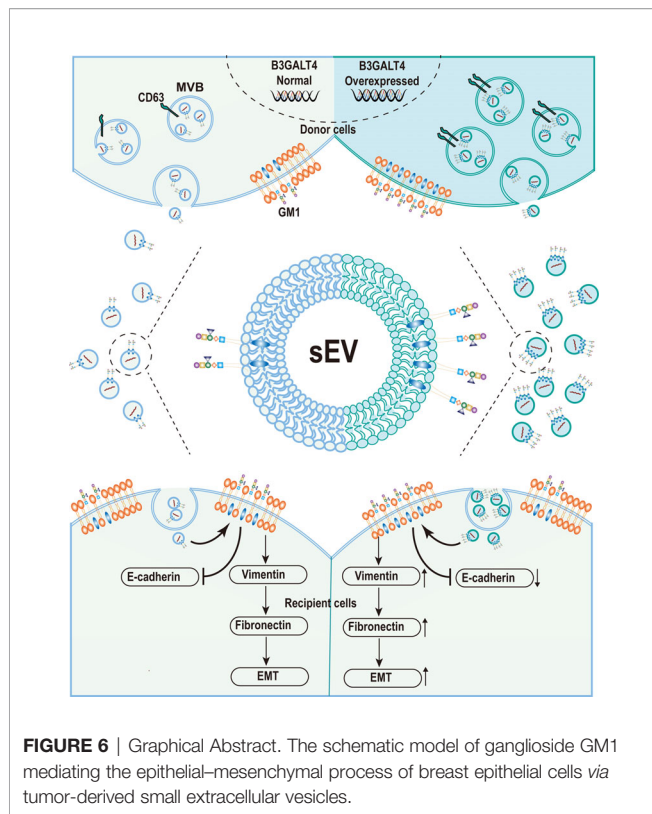 B3GALT4
Normal
B3GALT4
Overexpressed
MVB
CD63
Donor cells
GM1
sEV
E-cadherin
Vimentin
Vimentin
E-cadherin
Recipient cells
Fibronectin
Fibronectin
EMT
EMT
FIGURE 6 | Graphical Abstract. The schematic model of ganglioside GM1
mediating the epithelial–mesenchymal process of breast epithelial cells via
tumor-derived small extracellular vesicles.